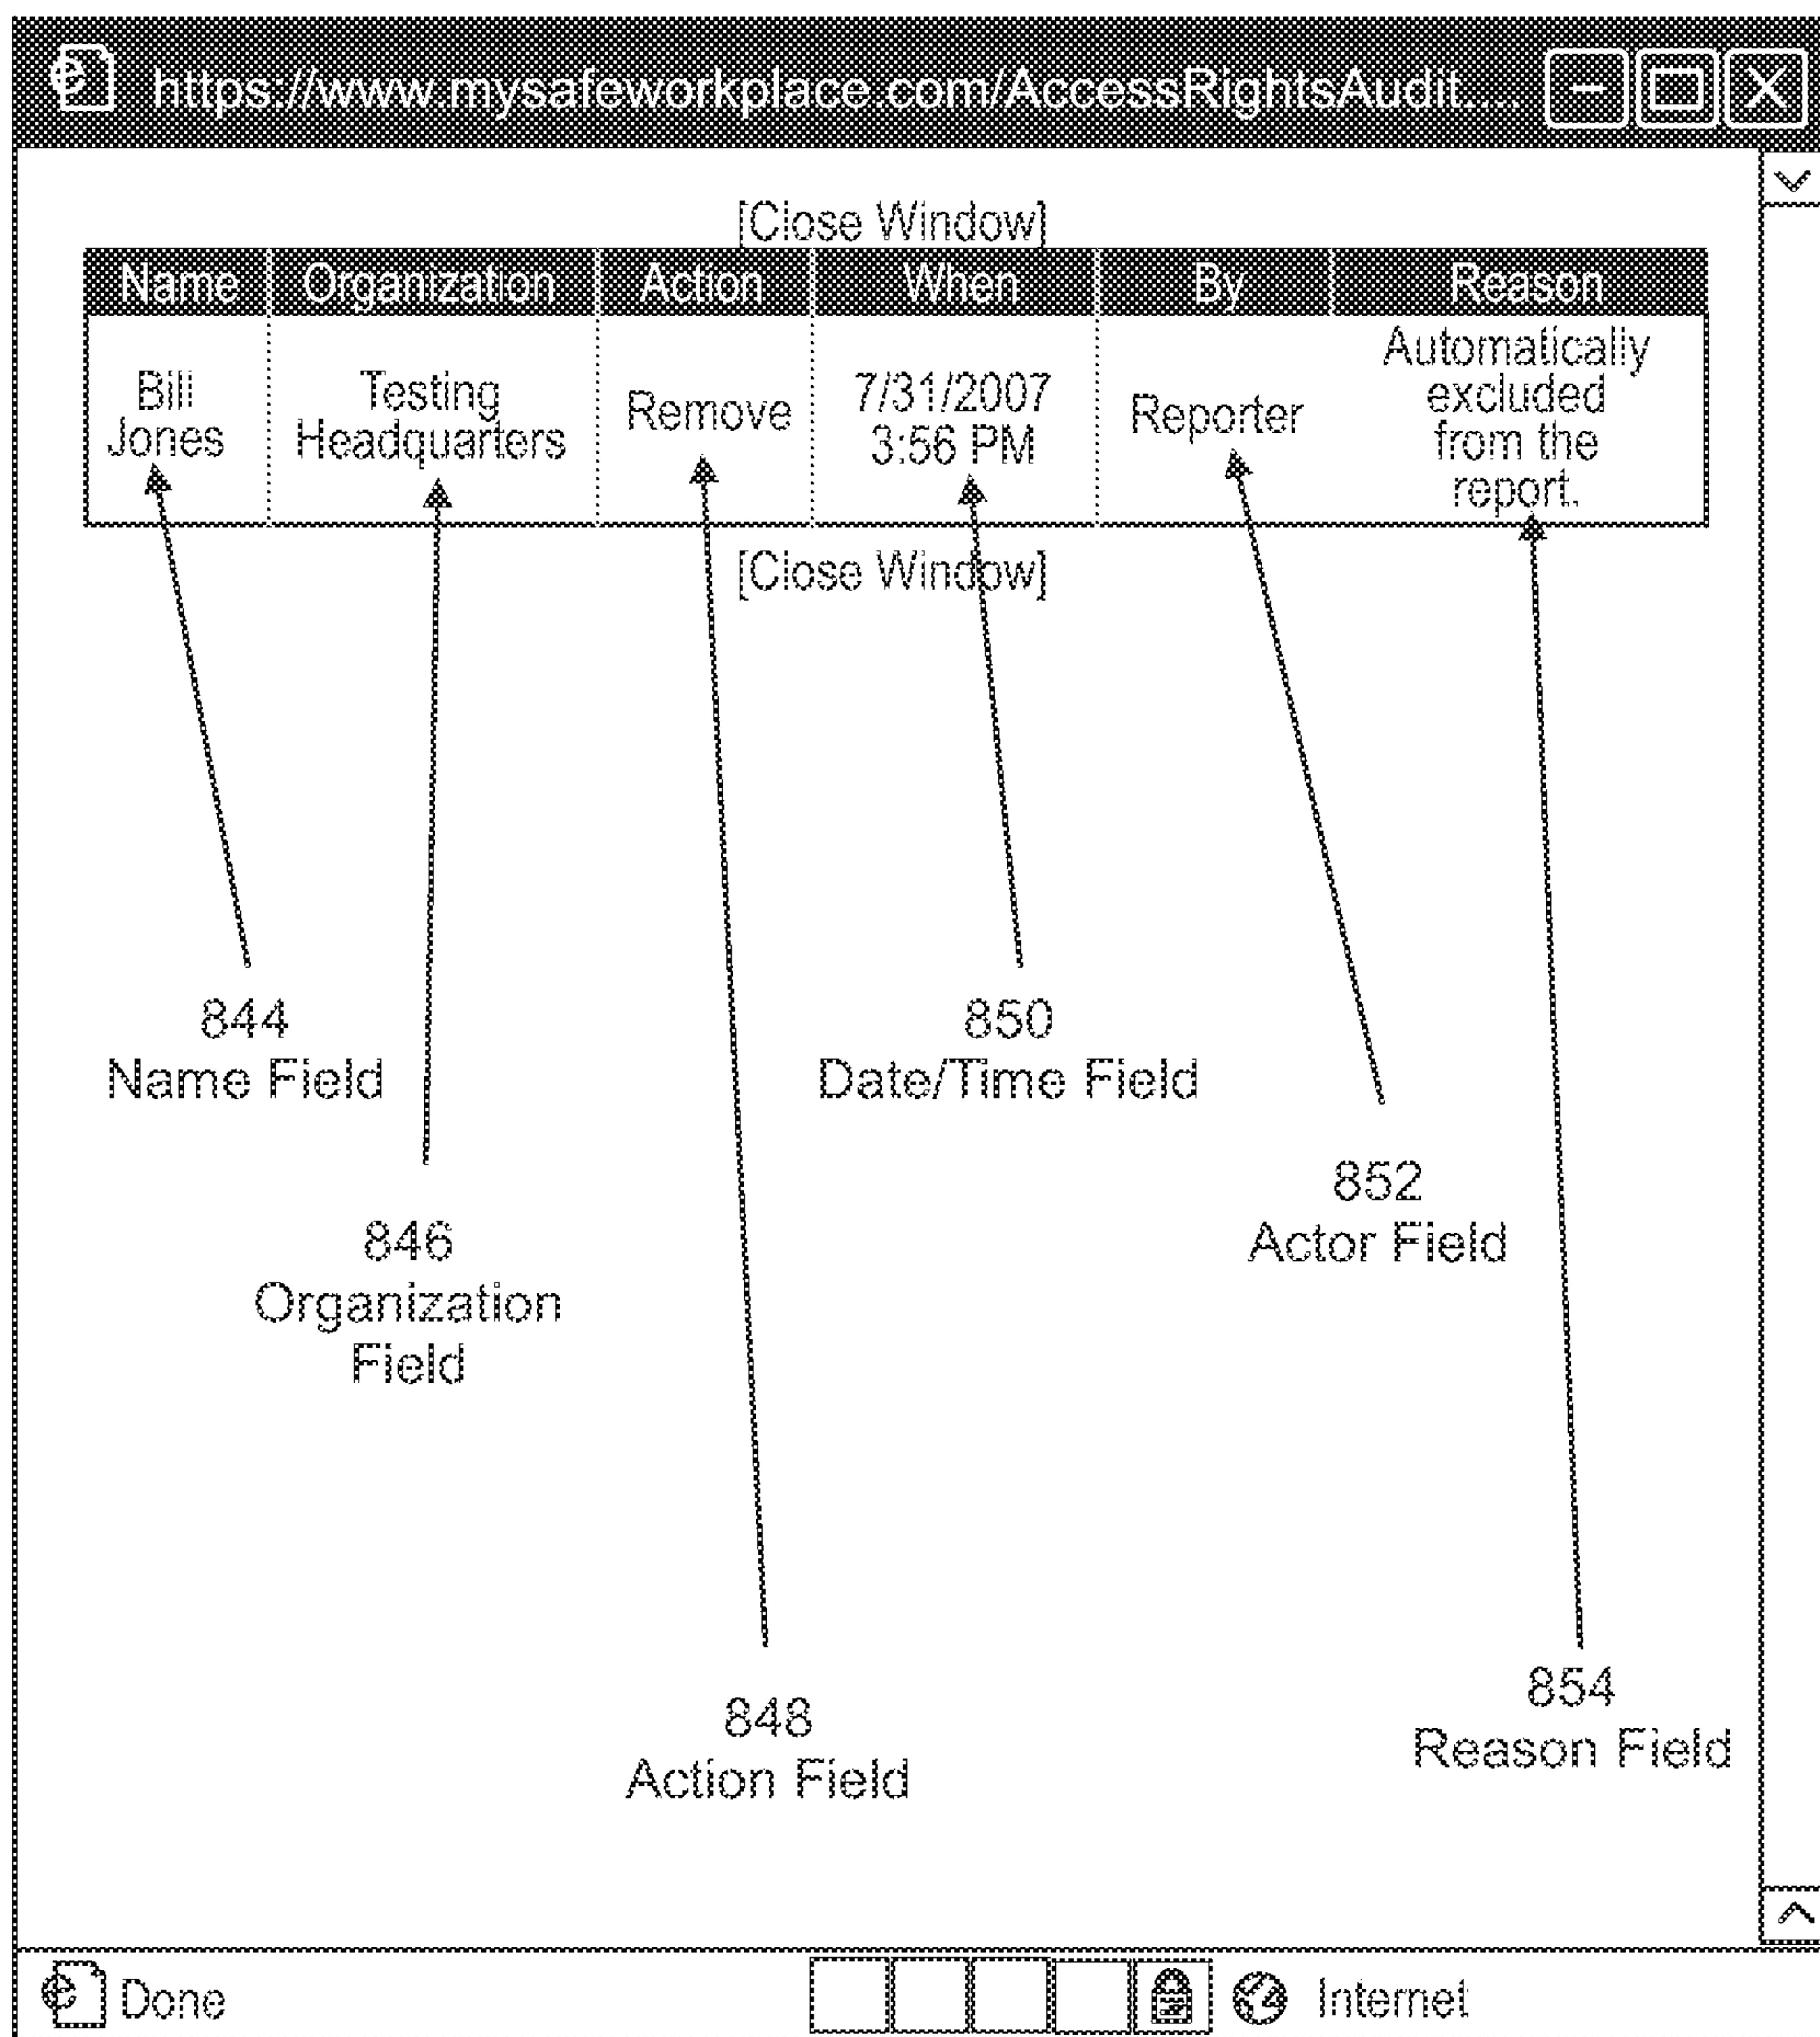 https://www.mysafeworkplace.com/AccessRightsAudit....
[Close Window]
Name Organization Action When By Reason
Bill
Jones
Testing
Headquarters
Remove
7/31/2007
3:56 PM
Reporter
Automatically
excluded
from the
report.
[Close Window]
844
Name Field
850
Date/Time Field
852
Actor Field
846
Organization
Field
848
Action Field
854
Reason Field
Done
Internet